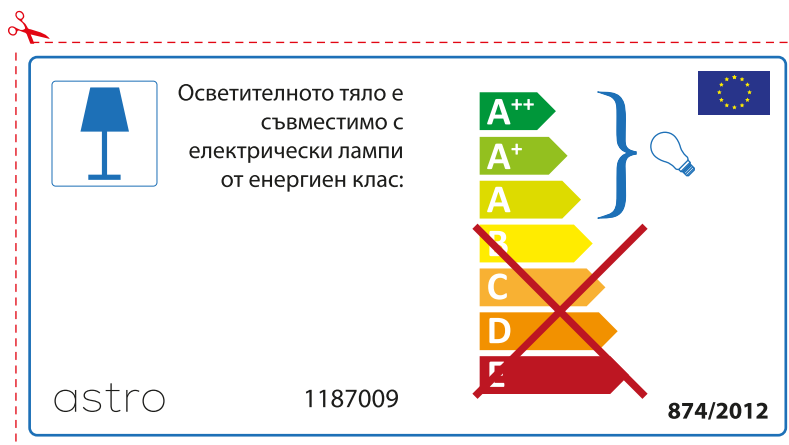 Осветителното тяло е
съвместимо с
електрически лампи
от енергиен клас:
A++
A+
A
B
C
D
E
astro
1187009
874/2012